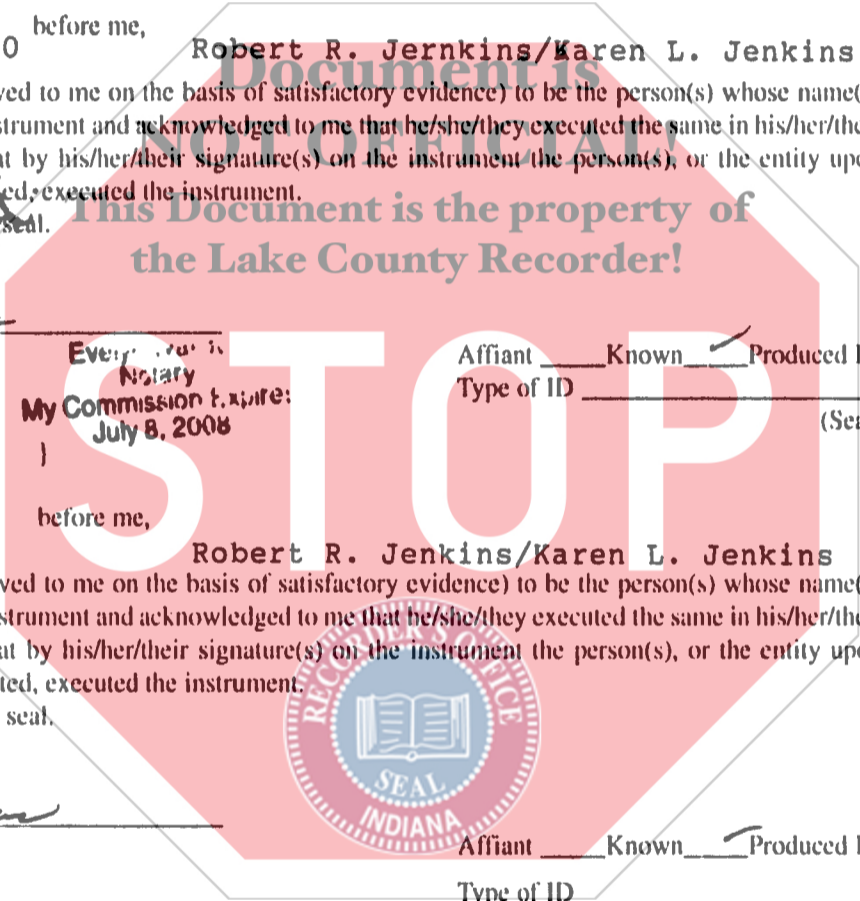 before me,
0 Robert R. Jernkins/Karen L. Jenkins
Document is
ved to me on the basis of satisfactory evidence) to be the person(s) whose name(
strument and acknowledged to me that he/she/they executed the same in his/her/the
NOT OFFICIAL!
at by his/her/their signature(s) on the instrument the person(s), or the entity upo
ed, executed the instrument.
This Document is the property of
seal.
the Lake County Recorder!
STOP
Affiant Known Produced I
Notary
Type of ID
My Commission Expires
(Sea
July 8, 2008
before me,
Robert R. Jenkins/Karen L. Jenkins
ved to me on the basis of satisfactory evidence) to be the person(s) whose name(
strument and acknowledged to me that he/she/they executed the same in his/her/the
at by his/her/their signature(s) on the instrument the person(s), or the entity upo
ted, executed the instrument.
seal.
RECORDER'S OFFICE
SEAL
INDIANA
Affiant Known Produced I
Type of ID